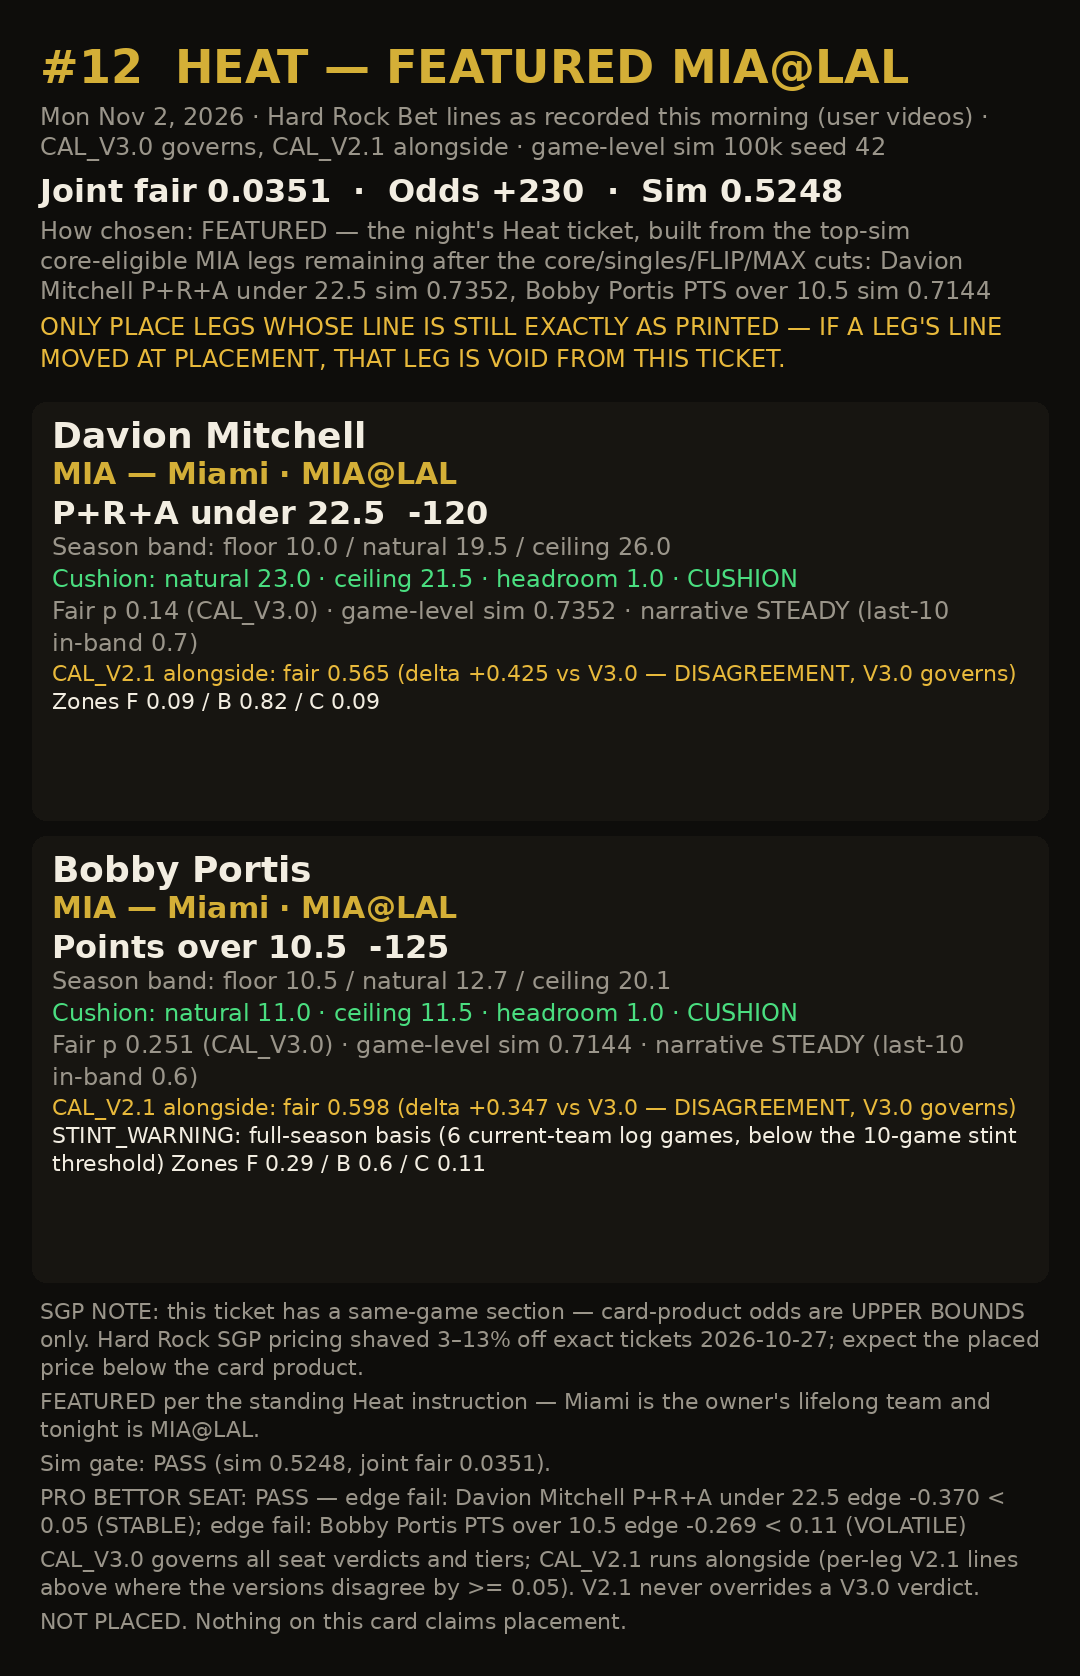 #12  HEAT — FEATURED MIA@LAL
Mon Nov 2, 2026 · Hard Rock Bet lines as recorded this morning (user videos) ·
CAL_V3.0 governs, CAL_V2.1 alongside · game-level sim 100k seed 42
Joint fair 0.0351  ·  Odds +230  ·  Sim 0.5248
How chosen: FEATURED — the night's Heat ticket, built from the top-sim
core-eligible MIA legs remaining after the core/singles/FLIP/MAX cuts: Davion
Mitchell P+R+A under 22.5 sim 0.7352, Bobby Portis PTS over 10.5 sim 0.7144
ONLY PLACE LEGS WHOSE LINE IS STILL EXACTLY AS PRINTED — IF A LEG'S LINE
MOVED AT PLACEMENT, THAT LEG IS VOID FROM THIS TICKET.
Davion Mitchell
MIA — Miami · MIA@LAL
P+R+A under 22.5  -120
Season band: floor 10.0 / natural 19.5 / ceiling 26.0
Cushion: natural 23.0 · ceiling 21.5 · headroom 1.0 · CUSHION
Fair p 0.14 (CAL_V3.0) · game-level sim 0.7352 · narrative STEADY (last-10
in-band 0.7)
CAL_V2.1 alongside: fair 0.565 (delta +0.425 vs V3.0 — DISAGREEMENT, V3.0 governs)
Zones F 0.09 / B 0.82 / C 0.09
Bobby Portis
MIA — Miami · MIA@LAL
Points over 10.5  -125
Season band: floor 10.5 / natural 12.7 / ceiling 20.1
Cushion: natural 11.0 · ceiling 11.5 · headroom 1.0 · CUSHION
Fair p 0.251 (CAL_V3.0) · game-level sim 0.7144 · narrative STEADY (last-10
in-band 0.6)
CAL_V2.1 alongside: fair 0.598 (delta +0.347 vs V3.0 — DISAGREEMENT, V3.0 governs)
STINT_WARNING: full-season basis (6 current-team log games, below the 10-game stint
threshold) Zones F 0.29 / B 0.6 / C 0.11
SGP NOTE: this ticket has a same-game section — card-product odds are UPPER BOUNDS
only. Hard Rock SGP pricing shaved 3–13% off exact tickets 2026-10-27; expect the placed
price below the card product.
FEATURED per the standing Heat instruction — Miami is the owner's lifelong team and
tonight is MIA@LAL.
Sim gate: PASS (sim 0.5248, joint fair 0.0351).
PRO BETTOR SEAT: PASS — edge fail: Davion Mitchell P+R+A under 22.5 edge -0.370 <
0.05 (STABLE); edge fail: Bobby Portis PTS over 10.5 edge -0.269 < 0.11 (VOLATILE)
CAL_V3.0 governs all seat verdicts and tiers; CAL_V2.1 runs alongside (per-leg V2.1 lines
above where the versions disagree by >= 0.05). V2.1 never overrides a V3.0 verdict.
NOT PLACED. Nothing on this card claims placement.